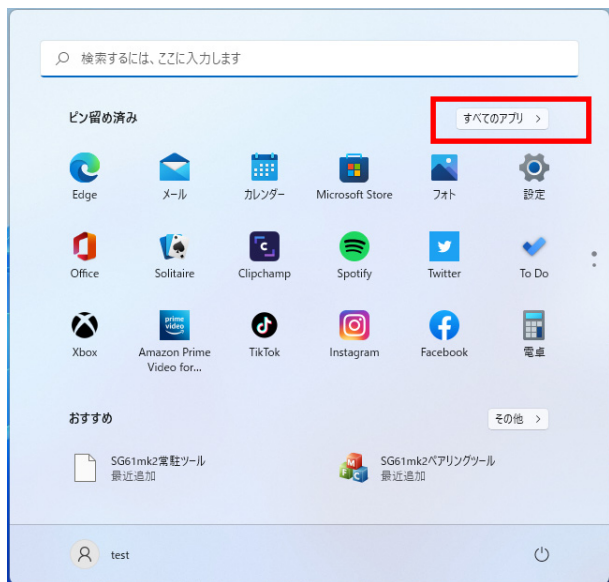 検索するには、ここに入力します
ピン留め済み
すべてのアプリ >
Edge
メール
カレンダー
Microsoft Store
フォト
設定
Office
Solitaire
Clipchamp
Spotify
Twitter
To Do
Xbox
prime video
Amazon Prime
Video for...
TikTok
Instagram
Facebook
電卓
おすすめ
その他 >
SG61mk2常駐ツール
最近追加
SG61mk2ペアリングツール
最近追加
test